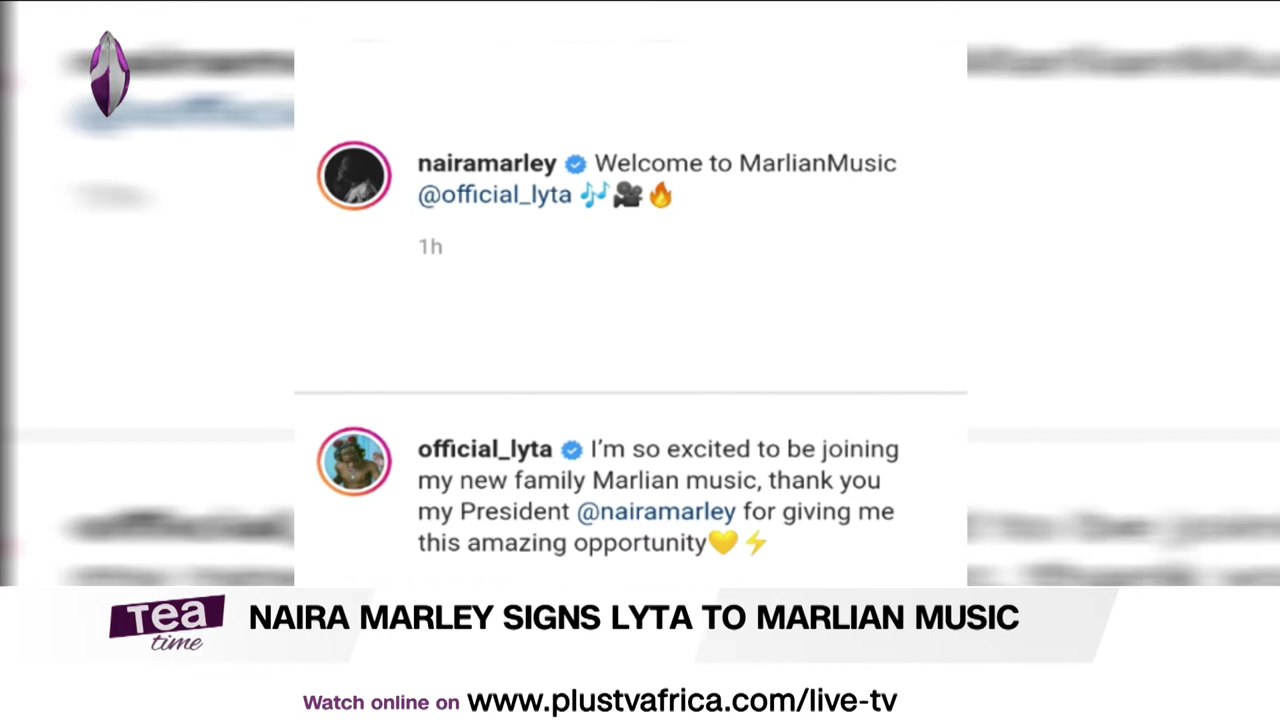 nairamarley Welcome to MarlianMusic
@official_lyta 🎶🎥🔥
1h
official_lyta I'm so excited to be joining
my new family Marlian music, thank you
my President @nairamarley for giving me
this amazing opportunity💛⚡
Tea
time
NAIRA MARLEY SIGNS LYTA TO MARLIAN MUSIC
Watch online on www.plustvafrica.com/live-tv